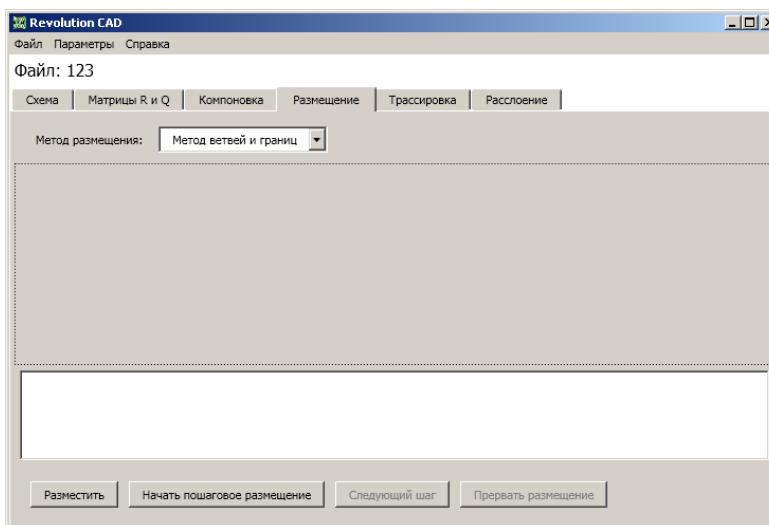 Revolution CAD
Файл Параметры Справка
Файл: 123
Схема Матрицы R и Q Компоновка Размещение Трассировка Расслоение
Метод размещения: Метод ветвей и границ
Разместить Начать пошаговое размещение Следующий шаг Прервать размещение